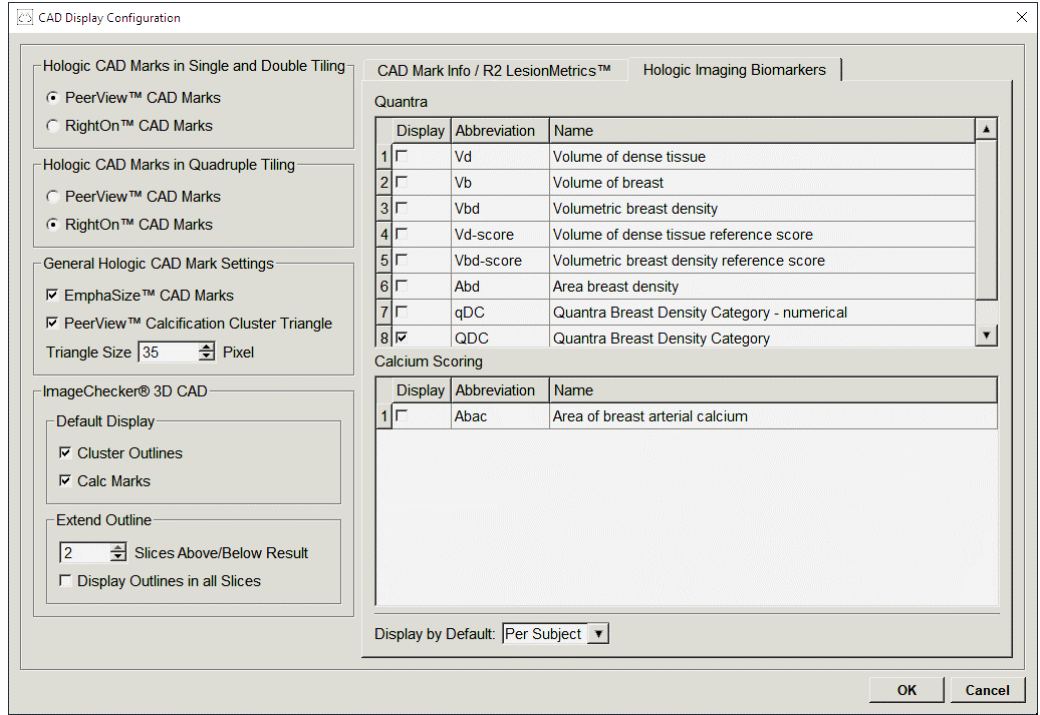 CAD Display Configuration
Hologic CAD Marks in Single and Double Tiling
PeerView™ CAD Marks
RightOn™ CAD Marks
Hologic CAD Marks in Quadruple Tiling
PeerView™ CAD Marks
RightOn™ CAD Marks
General Hologic CAD Mark Settings
EmphaSize™ CAD Marks
PeerView™ Calcification Cluster Triangle
Triangle Size 35 Pixel
ImageChecker® 3D CAD
Default Display
Cluster Outlines
Calc Marks
Extend Outline
2 Slices Above/Below Result
Display Outlines in all Slices
CAD Mark Info / R2 LesionMetrics™ Hologic Imaging Biomarkers
Quantra
Display Abbreviation Name
1 Vd Volume of dense tissue
2 Vb Volume of breast
3 Vbd Volumetric breast density
4 Vd-score Volume of dense tissue reference score
5 Vbd-score Volumetric breast density reference score
6 Abd Area breast density
7 qDC Quantra Breast Density Category - numerical
8 QDC Quantra Breast Density Category
Calcium Scoring
Display Abbreviation Name
1 Abac Area of breast arterial calcium
Display by Default: Per Subject
OK Cancel